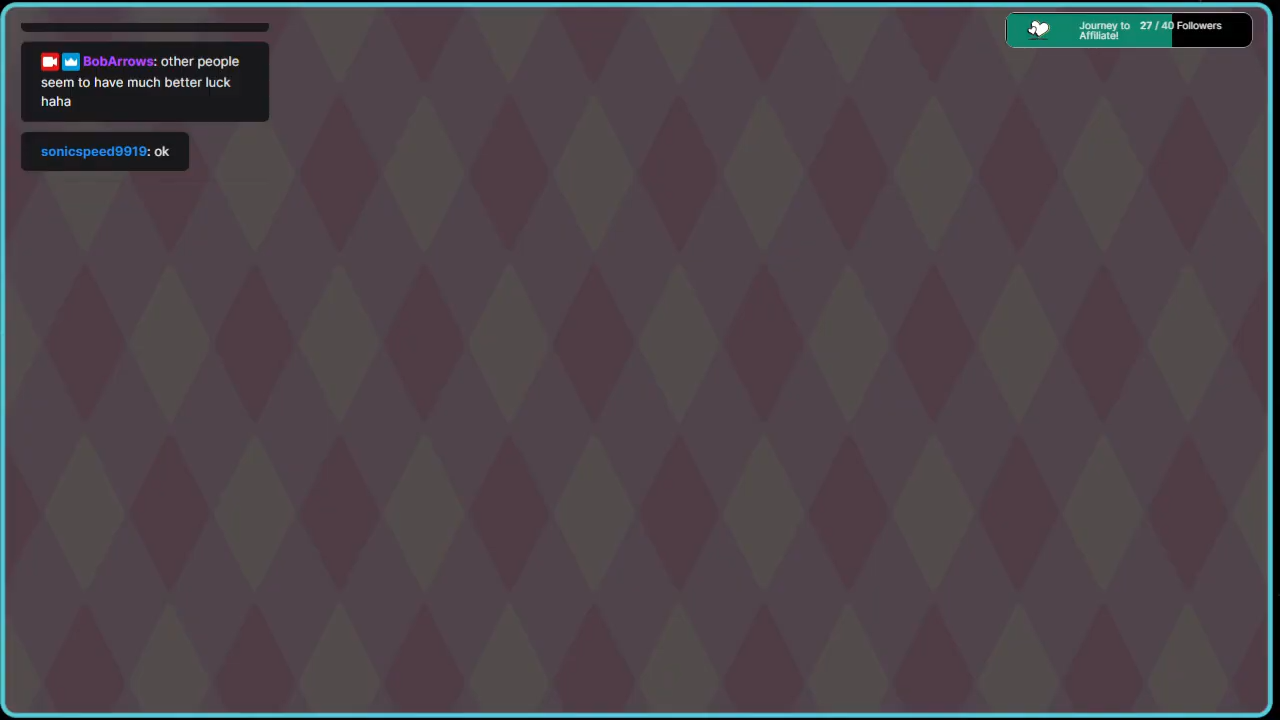 BobArrows: other people
seem to have much better luck
haha
sonicspeed9919: ok
Journey to 27 / 40 Followers
Affiliate!